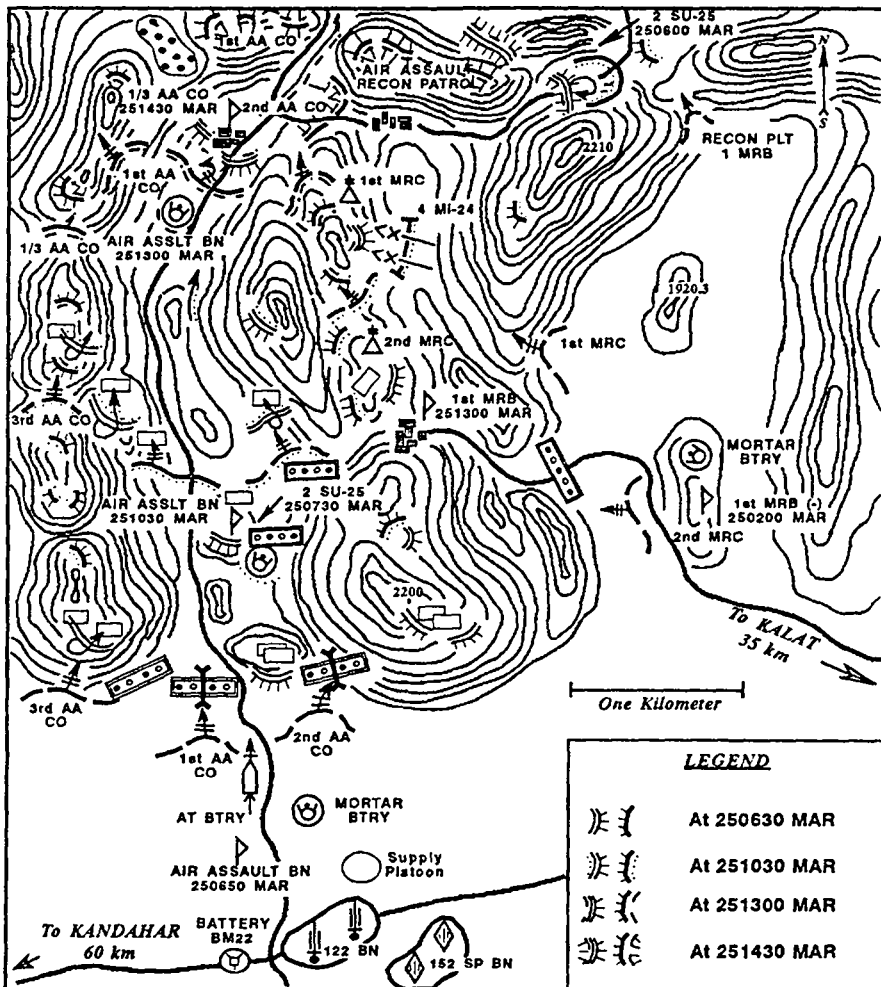 2 SU-25
250600 MAR
1st AA CO
AIR ASSAULT
RECON PATROL
N
S
1/3 AA CO
251430 MAR
2nd AA CO
2210
RECON PLT
1 MRB
1st AA
CO
1st MRC
4 Mi-24
1/3 AA CO
AIR ASSLT BN
251300 MAR
1920.3
2nd MRC
1st MRC
1st MRB
251300 MAR
3rd AA CO
MORTAR
BTRY
AIR ASSLT BN
251030 MAR
2 SU-25
250730 MAR
1st MRB (-)
250200 MAR
2nd MRC
2200
To KALAT
35 km
3rd AA
CO
One Kilometer
1st AA
CO
2nd AA
CO
AT BTRY
MORTAR
BTRY
AIR ASSAULT BN
250650 MAR
Supply
Platoon
To KANDAHAR
60 km
BATTERY
BM22
122 BN
152 SP BN
LEGEND
At 250630 MAR
At 251030 MAR
At 251300 MAR
At 251430 MAR